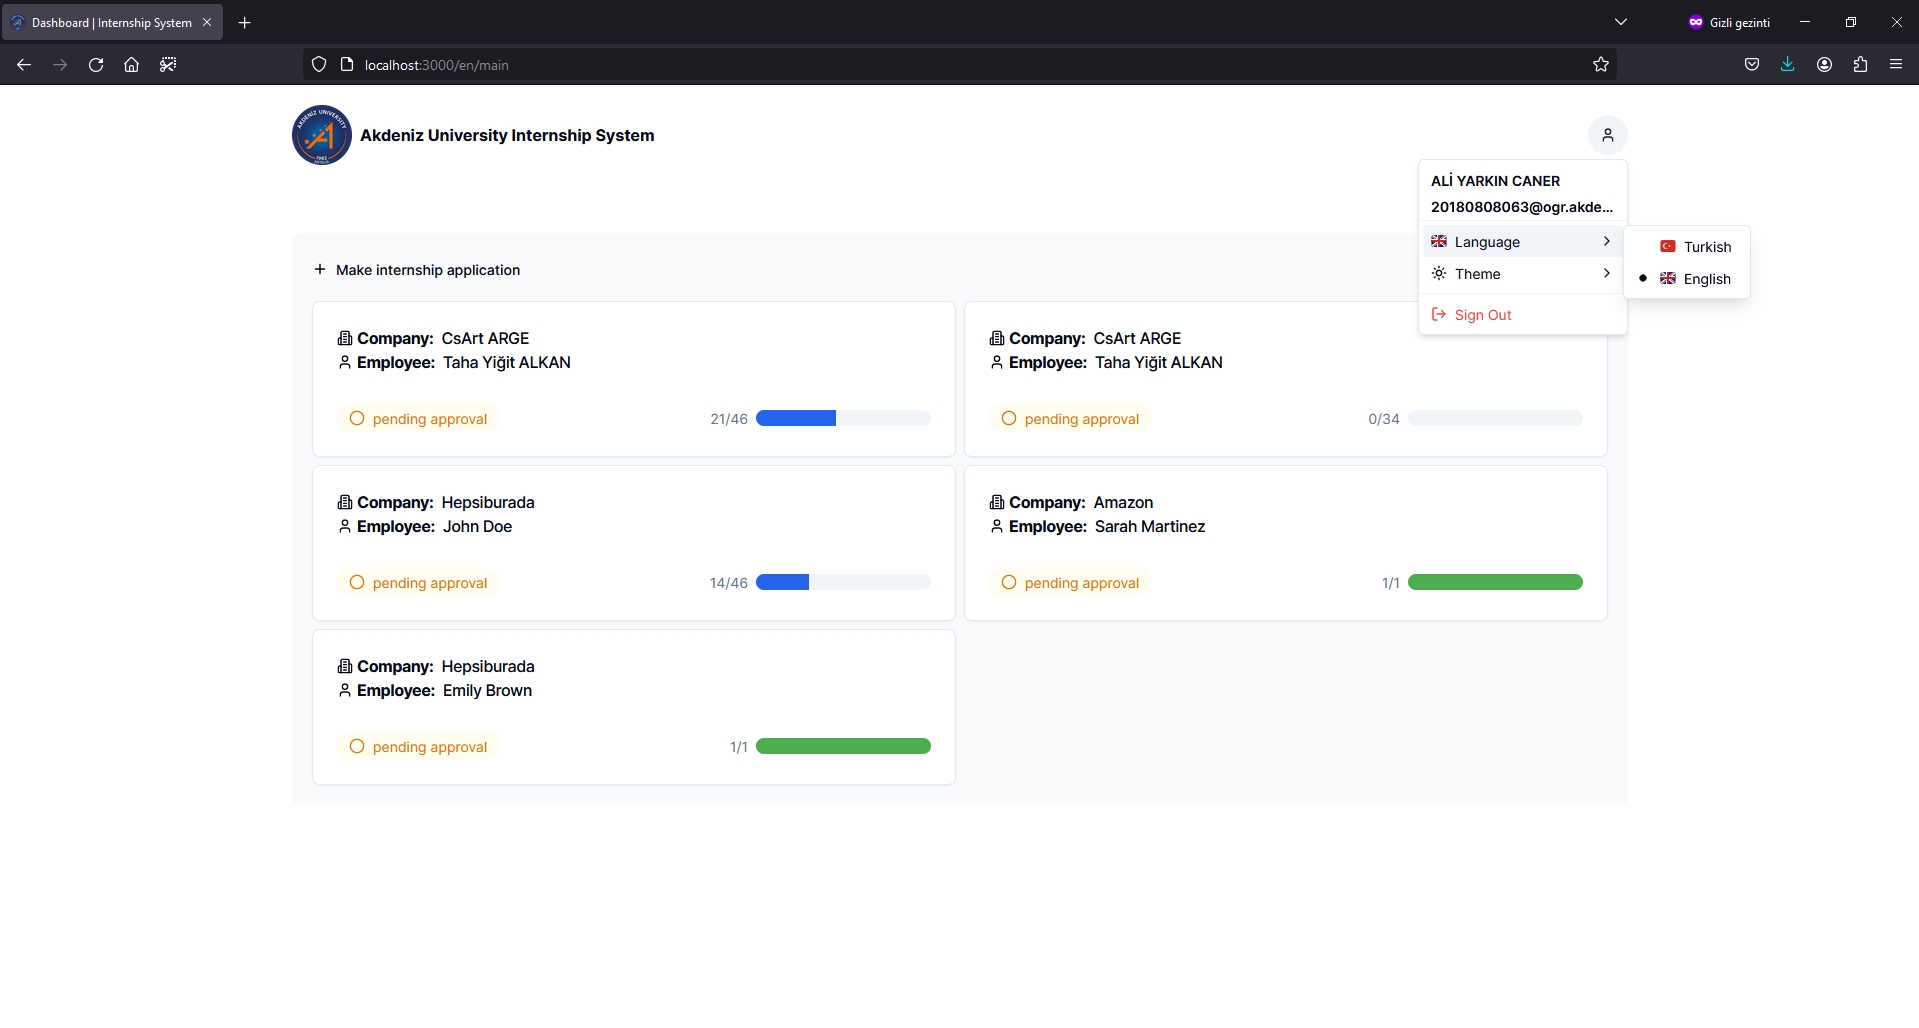 Dashboard | Internship System
Gizli gezinti
localhost:3000/en/main
AKDENİZ UNIVERSITY
1982
ANTALYA
Akdeniz University Internship System
ALİ YARKIN CANER
20180808063@ogr.akde...
Language
Turkish
English
Theme
Sign Out
+ Make internship application
Company: CsArt ARGE
Employee: Taha Yiğit ALKAN
pending approval 21/46
Company: CsArt ARGE
Employee: Taha Yiğit ALKAN
pending approval 0/34
Company: Hepsiburada
Employee: John Doe
pending approval 14/46
Company: Amazon
Employee: Sarah Martinez
pending approval 1/1
Company: Hepsiburada
Employee: Emily Brown
pending approval 1/1